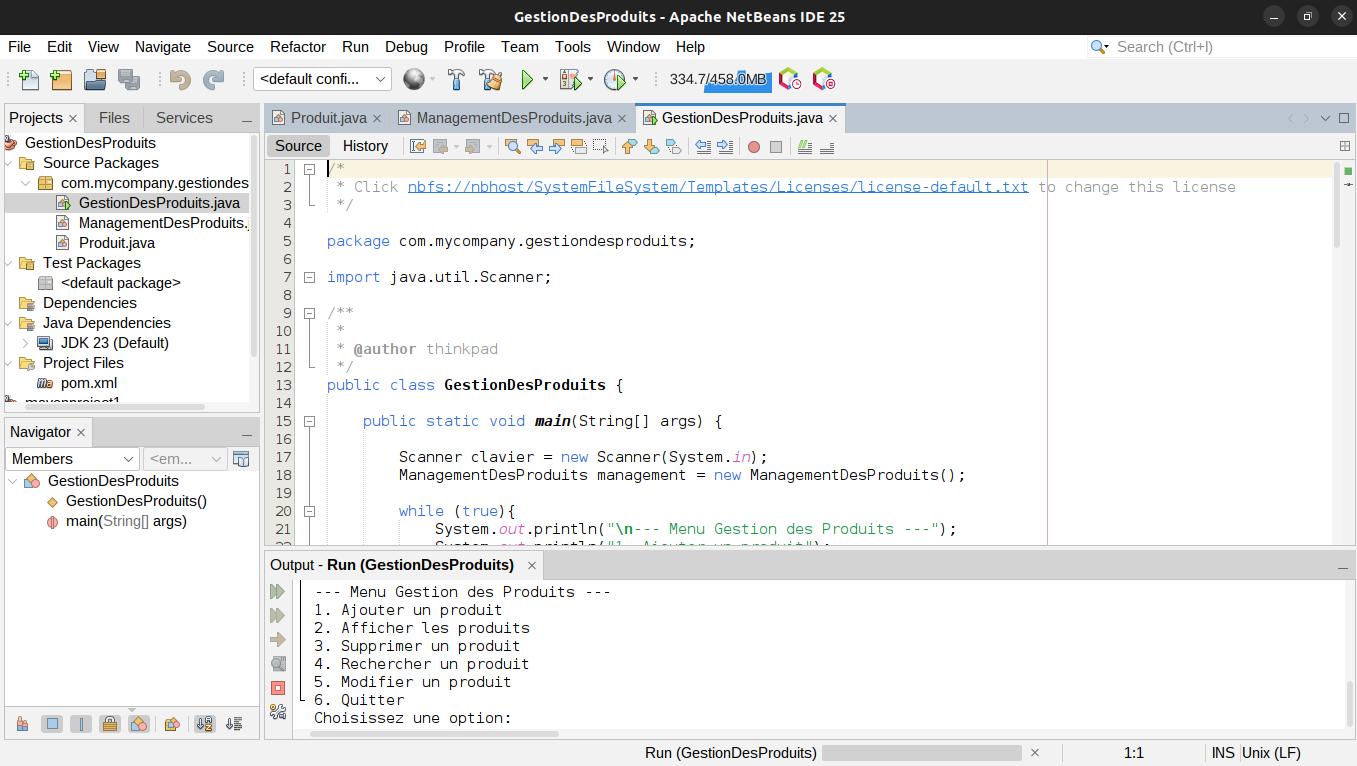 GestionDesProduits - Apache NetBeans IDE 25
File Edit View Navigate Source Refactor Run Debug Profile Team Tools Window Help
Search (Ctrl+I)
<default confi...
334.7/458.0MB
Projects Files Services
GestionDesProduits
Source Packages
com.mycompany.gestiondes
GestionDesProduits.java
ManagementDesProduits.
Produit.java
Test Packages
<default package>
Dependencies
Java Dependencies
JDK 23 (Default)
Project Files
pom.xml
mavenproject1
Navigator
Members
<em...
GestionDesProduits
GestionDesProduits()
main(String[] args)
Produit.java ManagementDesProduits.java GestionDesProduits.java
Source History
1 /*
2 * Click nbfs://nbhost/SystemFileSystem/Templates/Licenses/license-default.txt to change this license
3 */
4
5 package com.mycompany.gestiondesproduits;
6
7 import java.util.Scanner;
8
9 /**
10 *
11 * @author thinkpad
12 */
13 public class GestionDesProduits {
14
15 public static void main(String[] args) {
16
17 Scanner clavier = new Scanner(System.in);
18 ManagementDesProduits management = new ManagementDesProduits();
19
20 while (true){
21 System.out.println("\n--- Menu Gestion des Produits ---");
22 System.out.println("1. Ajouter un produit");
Output - Run (GestionDesProduits)
--- Menu Gestion des Produits ---
1. Ajouter un produit
2. Afficher les produits
3. Supprimer un produit
4. Rechercher un produit
5. Modifier un produit
6. Quitter
Choisissez une option:
Run (GestionDesProduits)
1:1
INS
Unix (LF)